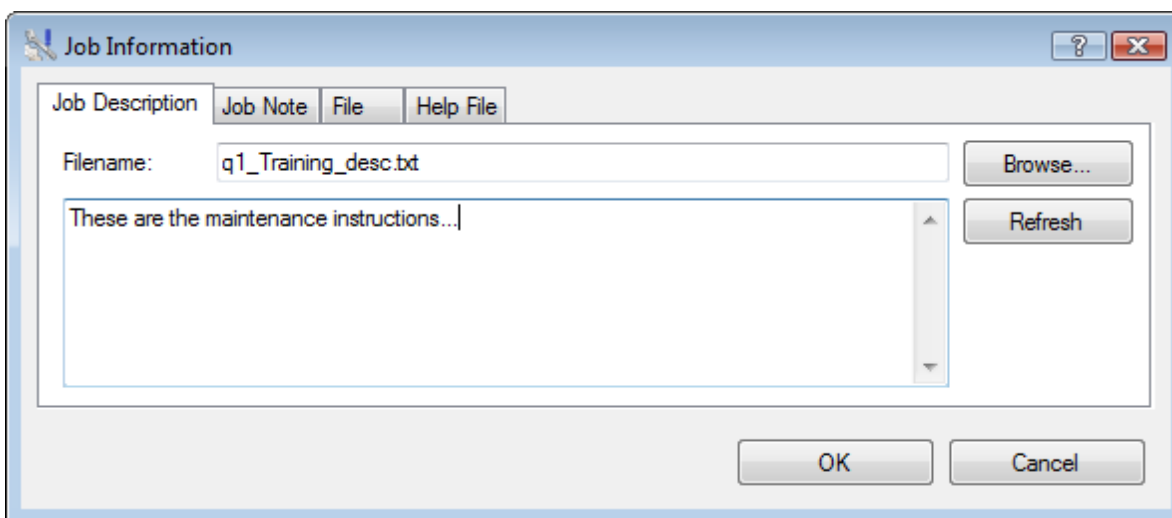 Job Information
Job Description Job Note File Help File
Filename: q1_Training_desc.txt Browse...
These are the maintenance instructions... Refresh
OK Cancel